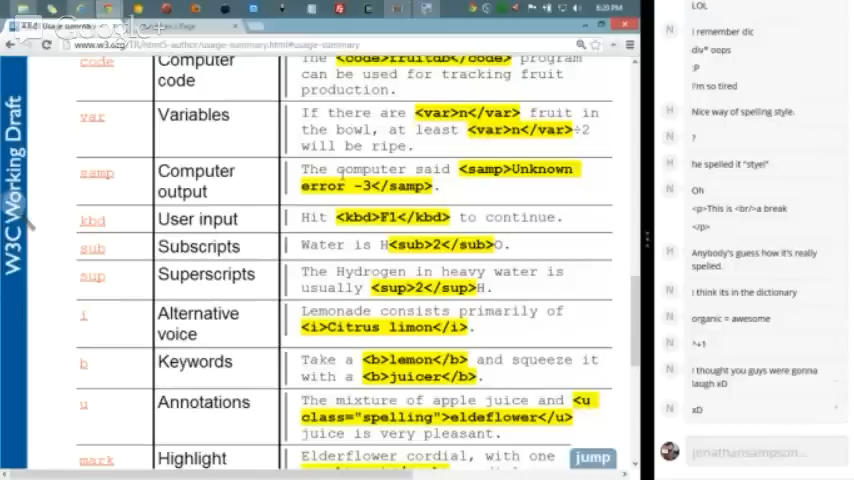 Google+
Usage summary
6:20 PM
www.w3.org/TR/html5-author/usage-summary.html#usage-summary
W3C Working Draft
code
Computer
code
The <code>fruitdb</code> program
can be used for tracking fruit
production.
var
Variables
If there are <var>n</var> fruit in
the bowl, at least <var>n</var>÷2
will be ripe.
samp
Computer
output
The computer said <samp>Unknown
error -3</samp>.
kbd
User input
Hit <kbd>F1</kbd> to continue.
sub
Subscripts
Water is H<sub>2</sub>O.
sup
Superscripts
The Hydrogen in heavy water is
usually <sup>2</sup>H.
i
Alternative
voice
Lemonade consists primarily of
<i>Citrus limon</i>.
b
Keywords
Take a <b>lemon</b> and squeeze it
with a <b>juicer</b>.
u
Annotations
The mixture of apple juice and <u
class="spelling">eldeflower</u>
juice is very pleasant.
mark
Highlight
Elderflower cordial, with one
jump
LOL
N
I remember dic
div* oops
:P
I'm so tired
H
Nice way of spelling style.
N
?
H
he spelled it "styel"
N
Oh
<p>This is <br/>a break
</p>
H
Anybody's guess how it's really
spelled.
N
I think its in the dictionary
N
organic = awesome
N
^+1
N
I thought you guys were gonna
laugh xD
N
xD
jonathansampson...